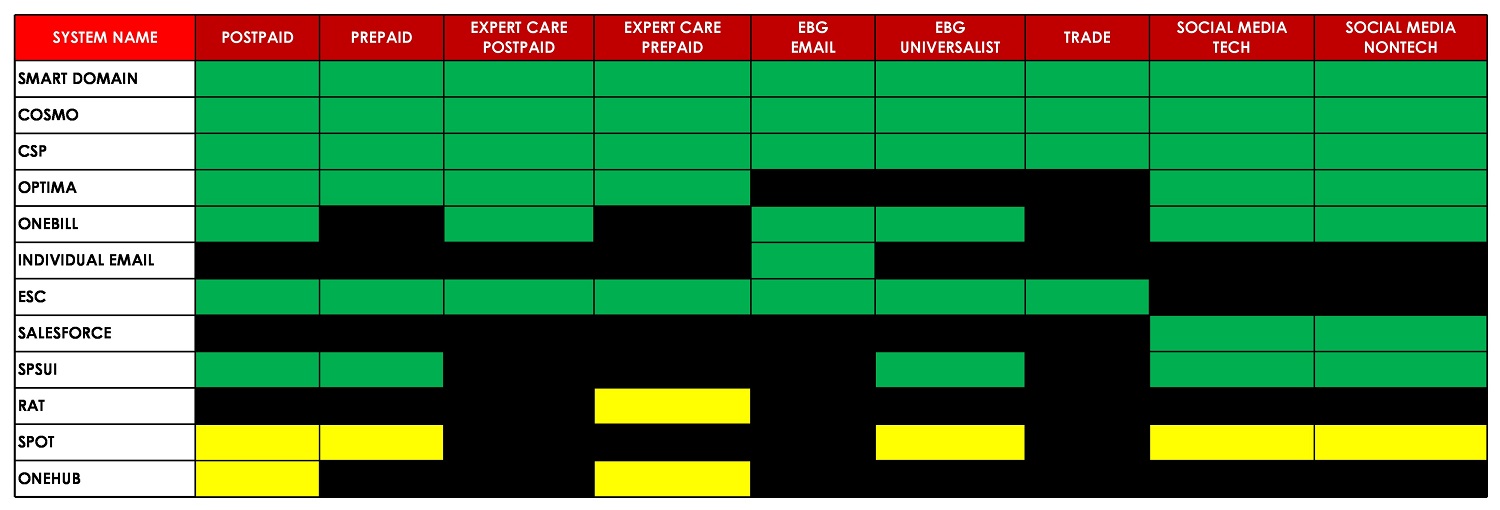 SYSTEM NAME
POSTPAID
PREPAID
EXPERT CARE
POSTPAID
EXPERT CARE
PREPAID
EBG
EMAIL
EBG
UNIVERSALIST
TRADE
SOCIAL MEDIA
TECH
SOCIAL MEDIA
NONTECH
SMART DOMAIN
COSMO
CSP
OPTIMA
ONEBILL
INDIVIDUAL EMAIL
ESC
SALESFORCE
SPSUI
RAT
SPOT
ONEHUB